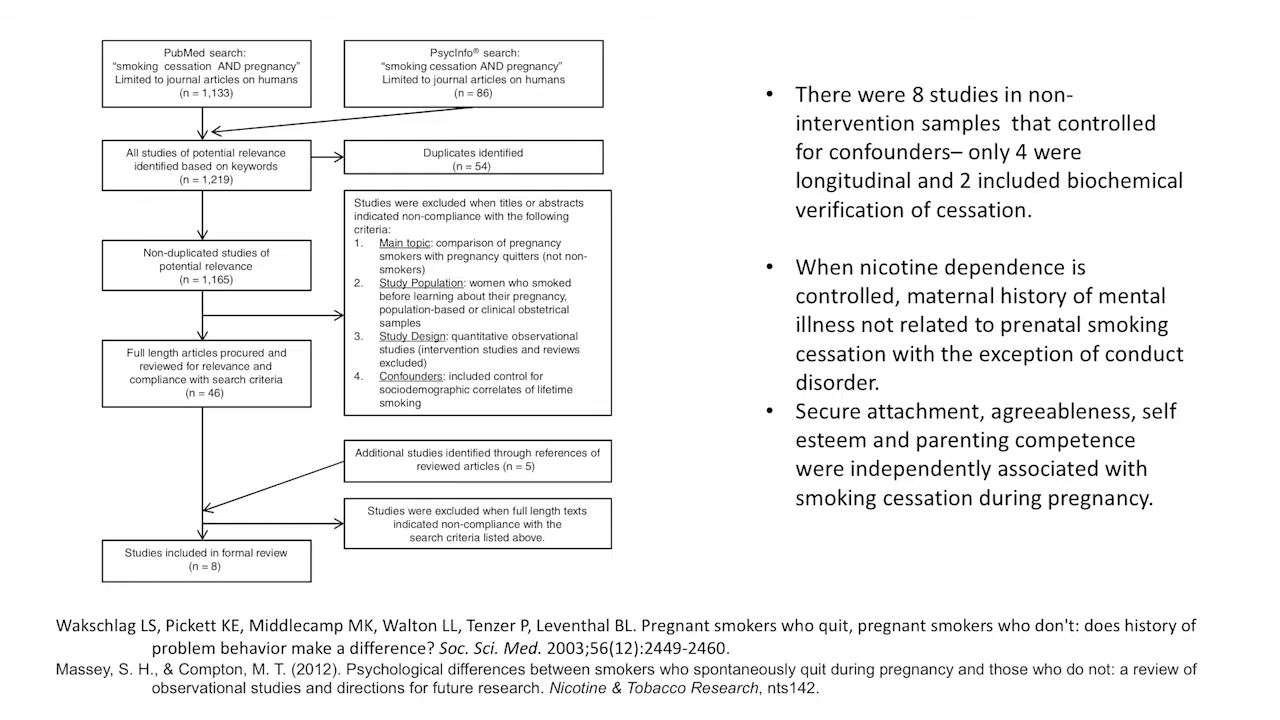 PubMed search:
“smoking cessation AND pregnancy”
Limited to journal articles on humans
(n = 1,133)
PsycInfo® search:
“smoking cessation AND pregnancy”
Limited to journal articles on humans
(n = 86)
All studies of potential relevance
identified based on keywords
(n = 1,219)
Duplicates identified
(n = 54)
Non-duplicated studies of
potential relevance
(n = 1,165)
Studies were excluded when titles or abstracts
indicated non-compliance with the following
criteria:
1. Main topic: comparison of pregnancy
smokers with pregnancy quitters (not non-
smokers)
2. Study Population: women who smoked
before learning about their pregnancy,
population-based or clinical obstetrical
samples
3. Study Design: quantitative observational
studies (intervention studies and reviews
excluded)
4. Confounders: included control for
sociodemographic correlates of lifetime
smoking
Full length articles procured and
reviewed for relevance and
compliance with search criteria
(n = 46)
Additional studies identified through references of
reviewed articles (n = 5)
Studies were excluded when full length texts
indicated non-compliance with the
search criteria listed above.
Studies included in formal review
(n = 8)
• There were 8 studies in non-
intervention samples that controlled
for confounders– only 4 were
longitudinal and 2 included biochemical
verification of cessation.
• When nicotine dependence is
controlled, maternal history of mental
illness not related to prenatal smoking
cessation with the exception of conduct
disorder.
• Secure attachment, agreeableness, self
esteem and parenting competence
were independently associated with
smoking cessation during pregnancy.
Wakschlag LS, Pickett KE, Middlecamp MK, Walton LL, Tenzer P, Leventhal BL. Pregnant smokers who quit, pregnant smokers who don't: does history of
problem behavior make a difference? Soc. Sci. Med. 2003;56(12):2449-2460.
Massey, S. H., & Compton, M. T. (2012). Psychological differences between smokers who spontaneously quit during pregnancy and those who do not: a review of
observational studies and directions for future research. Nicotine & Tobacco Research, nts142.